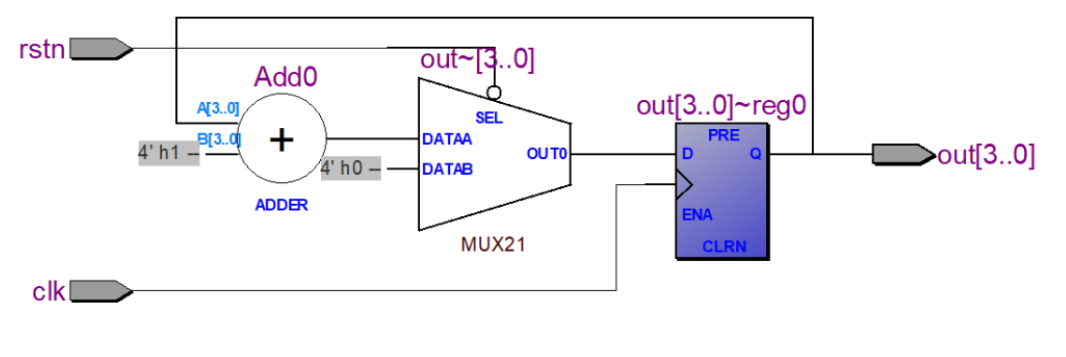 rstn
out~[3..0]
Add0
A[3..0]
B[3..0]
4' h1
+
ADDER
4' h0
SEL
DATAA
DATAB
OUT0
MUX21
out[3..0]~reg0
PRE
D
Q
ENA
CLRN
out[3..0]
clk